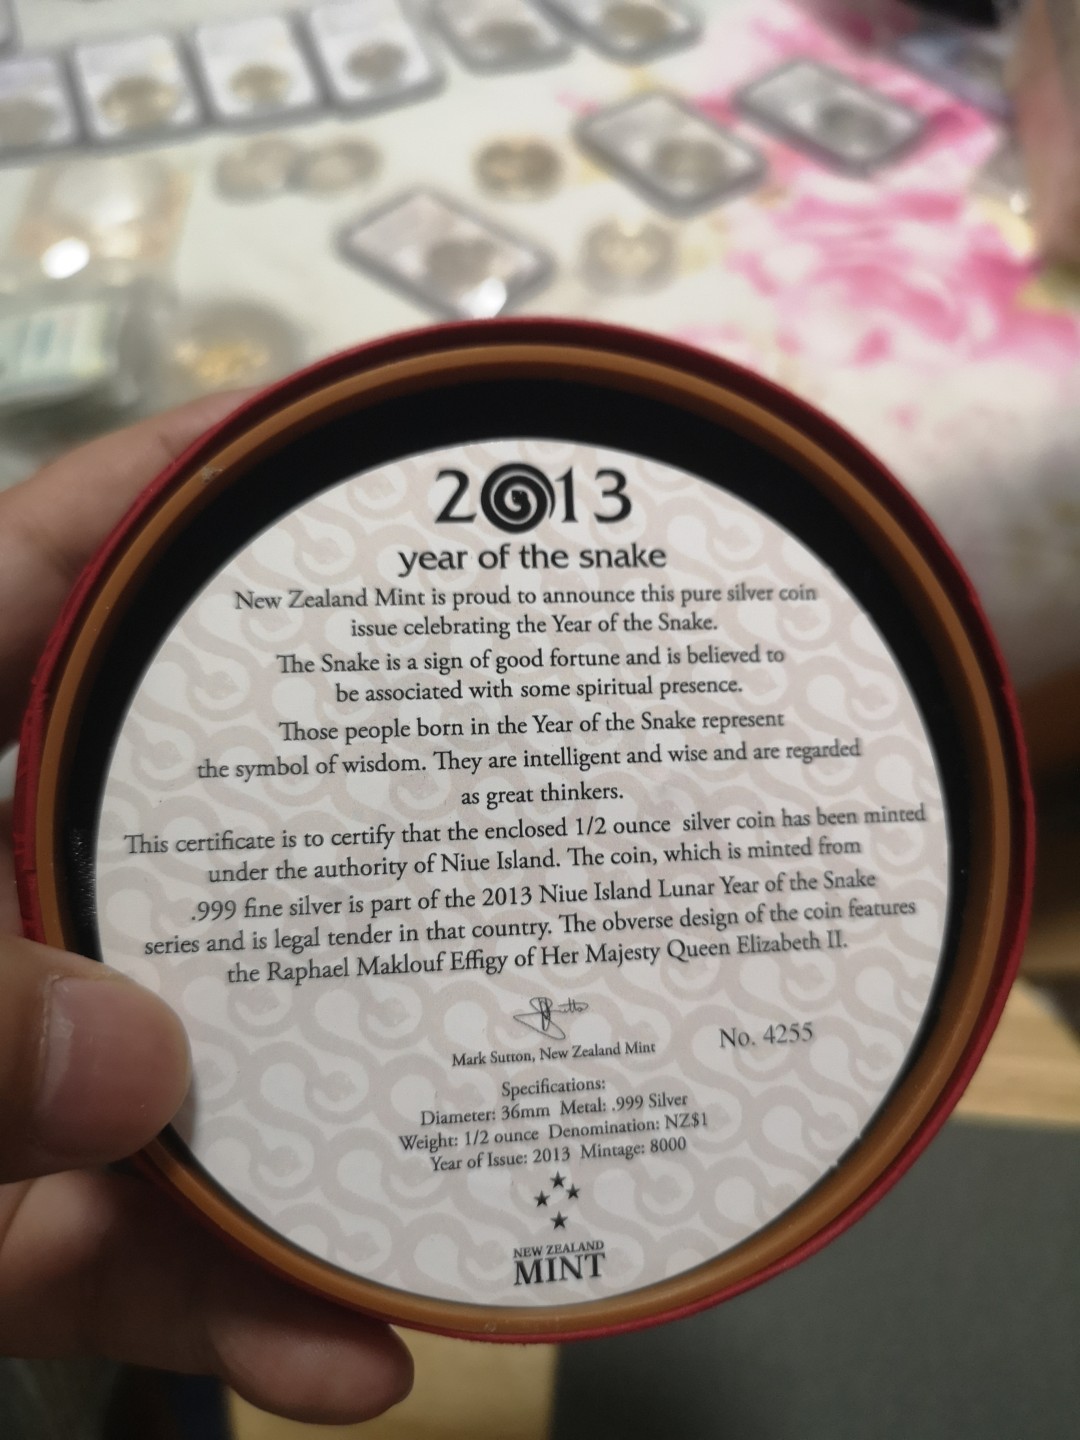 2013
year of the snake
New Zealand Mint is proud to announce this pure silver coin
issue celebrating the Year of the Snake.
The Snake is a sign of good fortune and is believed to
be associated with some spiritual presence.
Those people born in the Year of the Snake represent
the symbol of wisdom. They are intelligent and wise and are regarded
as great thinkers.
This certificate is to certify that the enclosed 1/2 ounce silver coin has been minted
under the authority of Niue Island. The coin, which is minted from
.999 fine silver is part of the 2013 Niue Island Lunar Year of the Snake
series and is legal tender in that country. The obverse design of the coin features
the Raphael Maklouf Effigy of Her Majesty Queen Elizabeth II.
Mark Sutton, New Zealand Mint
No. 4255
Specifications:
Diameter: 36mm Metal: .999 Silver
Weight: 1/2 ounce Denomination: NZ$1
Year of Issue: 2013 Mintage: 8000
NEW ZEALAND
MINT